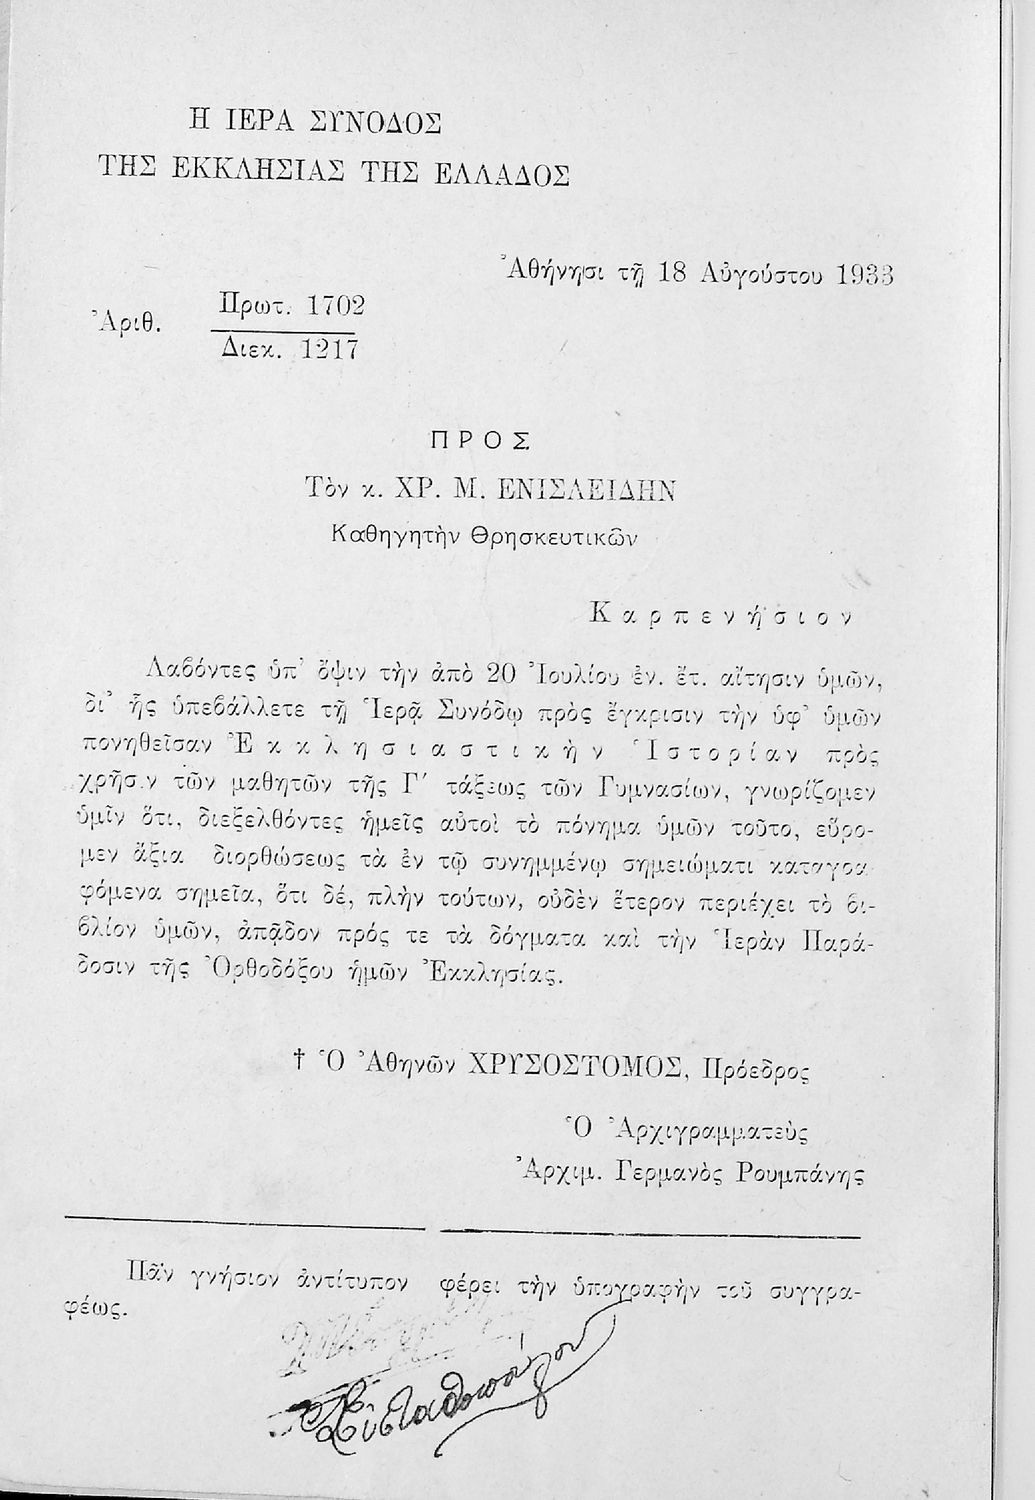 Η ΙΕΡΑ ΣΥΝΟΔΟΣ
ΤΗΣ ΕΚΚΛΗΣΙΑΣ ΤΗΣ ΕΛΛΑΔΟΣ
Ἀθήνησι τῇ 18 Αὐγούστου 1933
Ἀριθ. Πρωτ. 1702
Διεκ. 1217
ΠΡΟΣ
Τὸν κ. ΧΡ. Μ. ΕΝΙΣΛΕΙΔΗΝ
Καθηγητὴν Θρησκευτικῶν
Καρπενήσιον
Λαβόντες ὑπ' ὄψιν τὴν ἀπὸ 20 Ἰουλίου ἐν. ἔτ. αἴτησιν ὑμῶν,
δι' ἧς ὑπεβάλλετε τῇ Ἱερᾷ Συνόδῳ πρὸς ἔγκρισιν τὴν ὑφ' ὑμῶν
πονηθεῖσαν Ἐκκλησιαστικὴν Ἱστορίαν πρὸς
χρῆσιν τῶν μαθητῶν τῆς Γ′ τάξεως τῶν Γυμνασίων, γνωρίζομεν
ὑμῖν ὅτι, διεξελθόντες ἡμεῖς αὐτοὶ τὸ πόνημα ὑμῶν τοῦτο, εὕρο-
μεν ἄξια διορθώσεως τὰ ἐν τῷ συνημμένῳ σημειώματι καταγρα
φόμενα σημεῖα, ὅτι δέ, πλὴν τούτων, οὐδὲν ἕτερον περιέχει τὸ βι-
βλίον ὑμῶν, ἀπᾷδον πρός τε τὰ δόγματα καὶ τὴν Ἱερὰν Παρά-
δοσιν τῆς Ὀρθοδόξου ἡμῶν Ἐκκλησίας.
† Ὁ Ἀθηνῶν ΧΡΥΣΟΣΤΟΜΟΣ, Πρόεδρος
Ὁ Ἀρχιγραμματεὺς
Ἀρχιμ. Γερμανὸς Ρουμπάνης
Πᾶν γνήσιον ἀντίτυπον φέρει τὴν ὑπογραφὴν τοῦ συγγρα-
φέως.